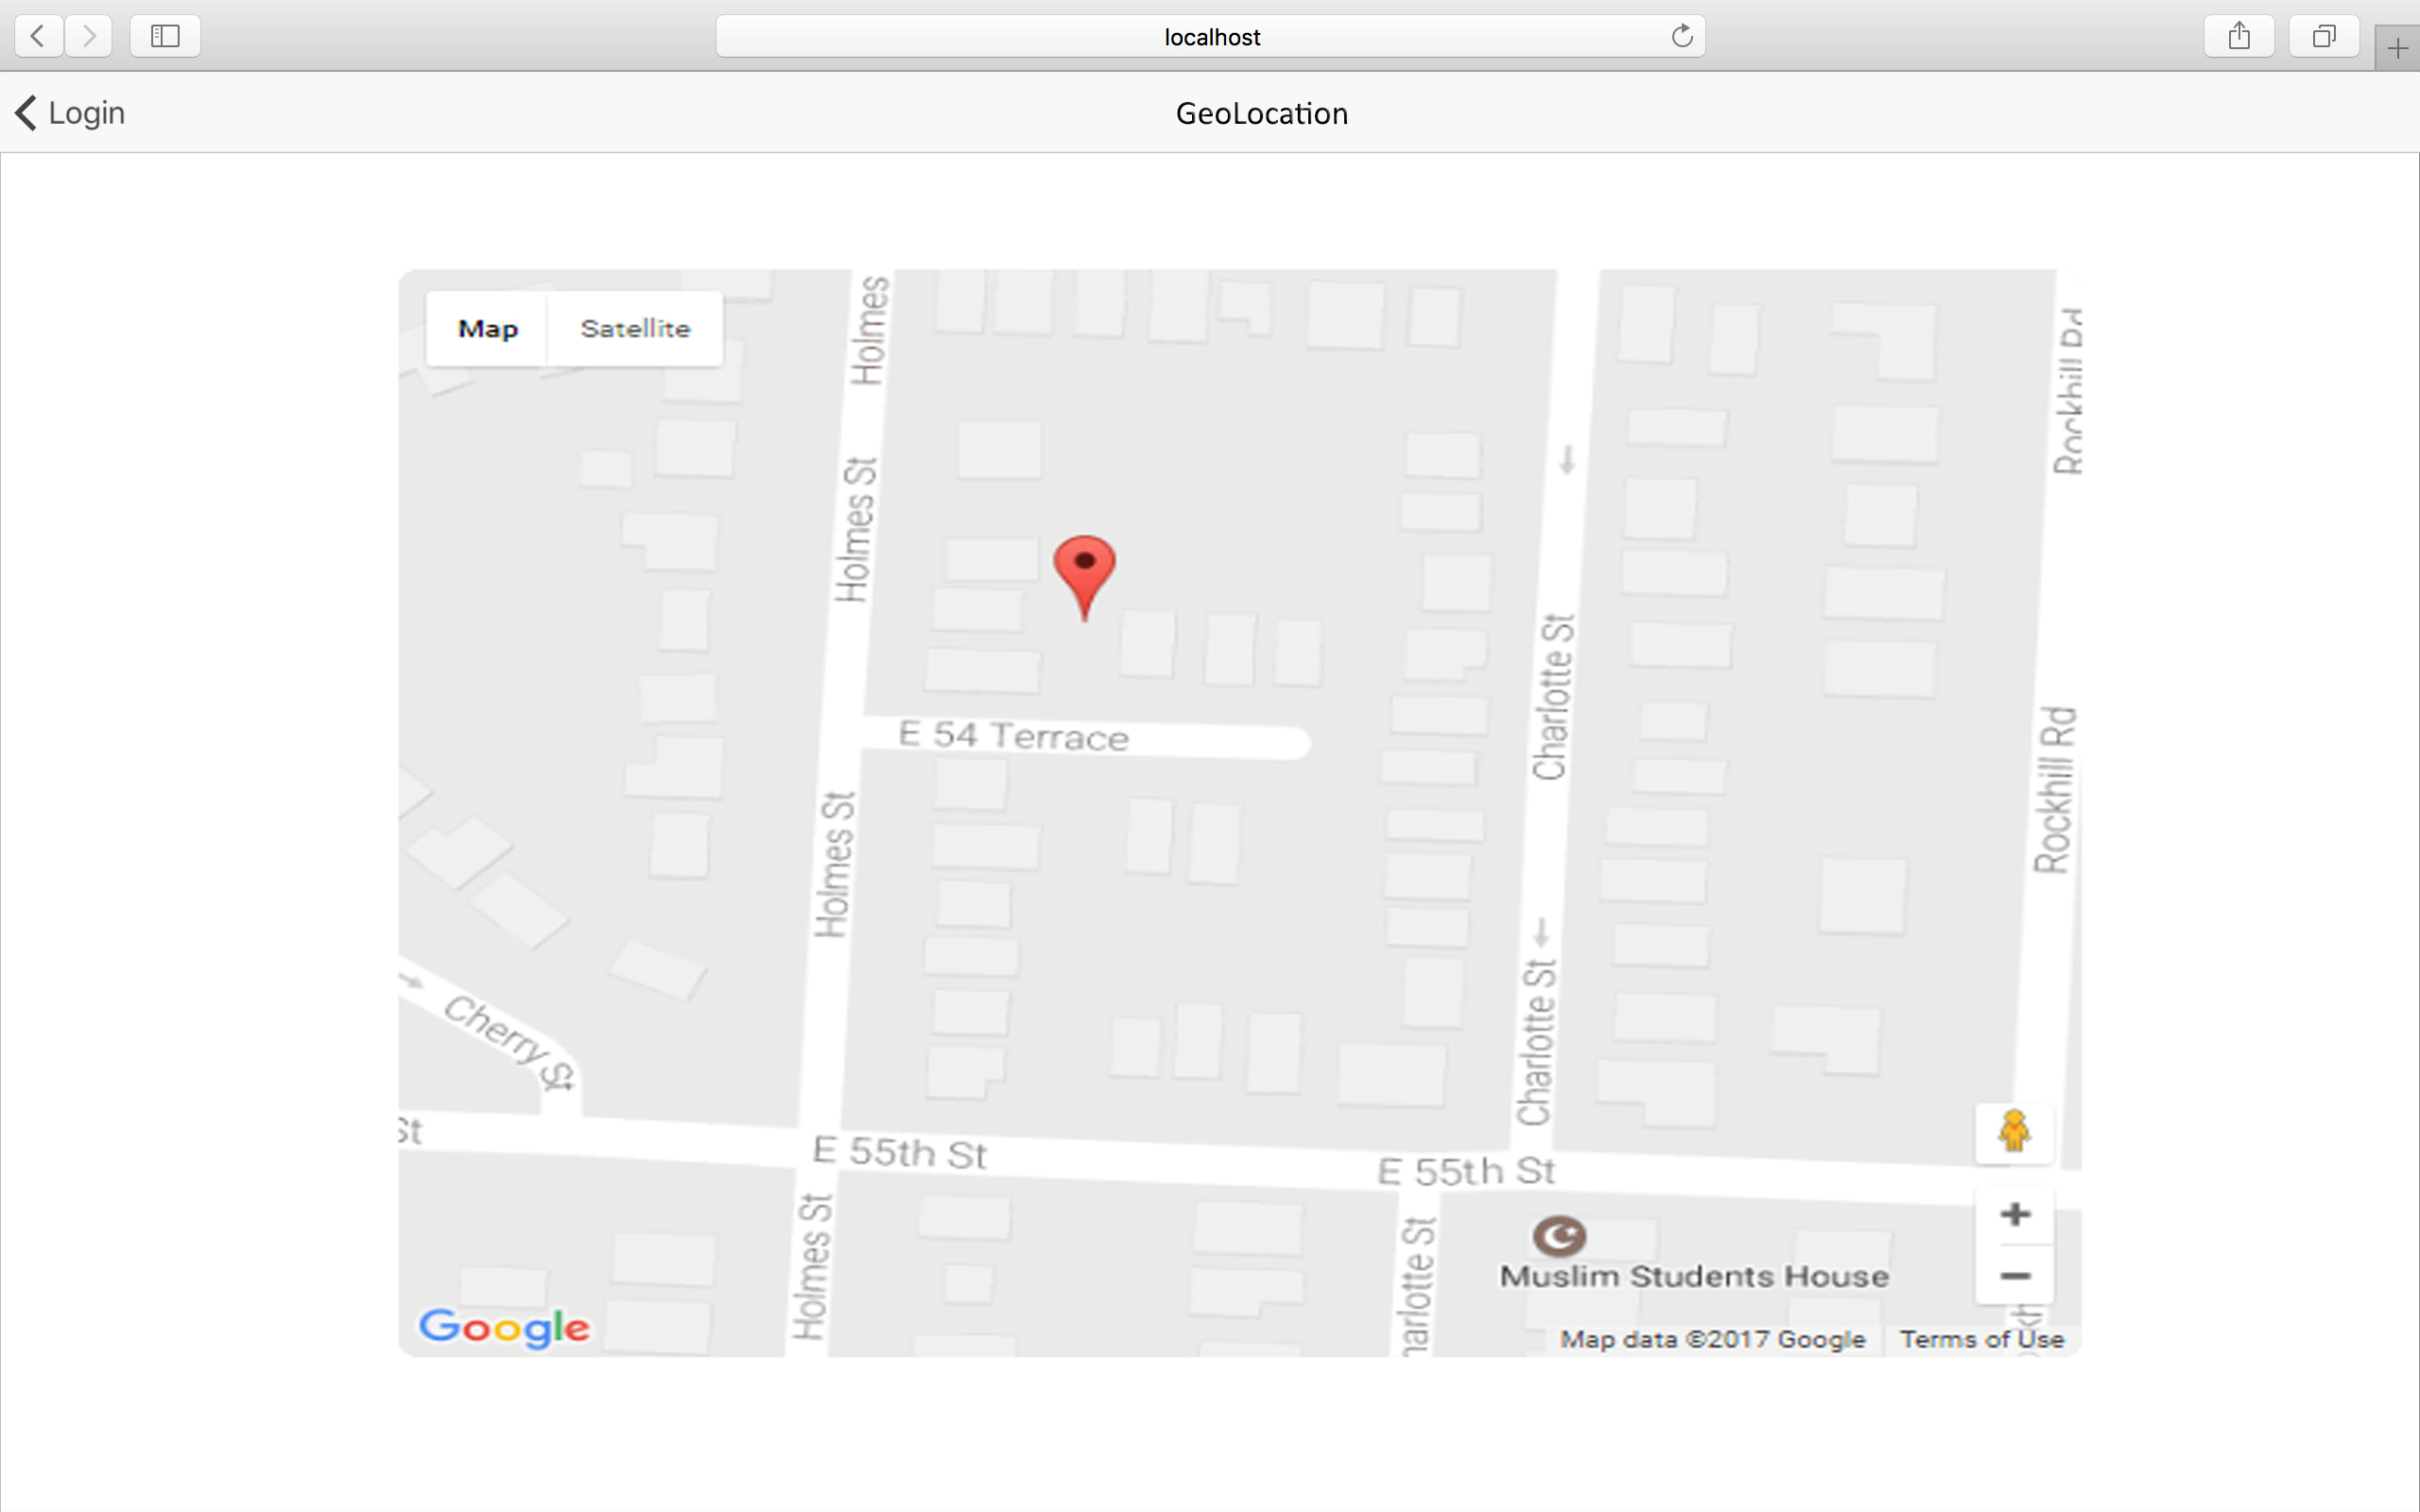 localhost
Login
GeoLocation
Map
Satellite
Holmes
Rockhill Rd
Holmes St
Charlotte St
E 54 Terrace
Rockhill Rd
Holmes St
Charlotte St
Cherry St
St
E 55th St
E 55th St
Holmes St
harlotte St
Muslim Students House
Google
Map data ©2017 Google
Terms of Use